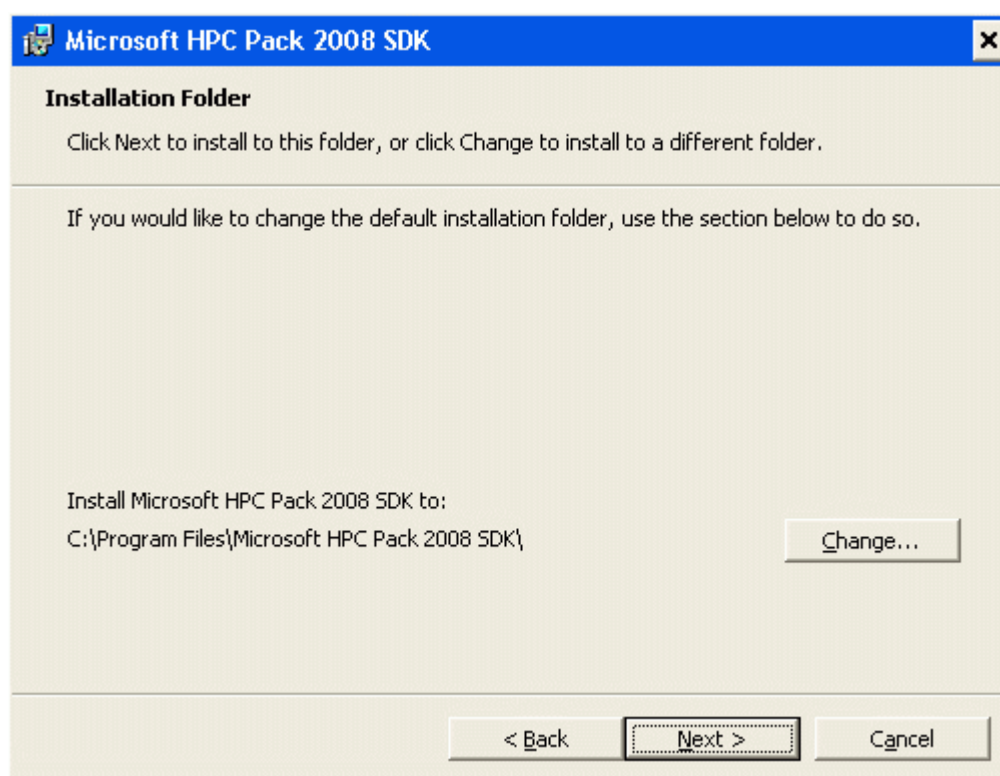 Microsoft HPC Pack 2008 SDK
Installation Folder
Click Next to install to this folder, or click Change to install to a different folder.
If you would like to change the default installation folder, use the section below to do so.
Install Microsoft HPC Pack 2008 SDK to:
C:\Program Files\Microsoft HPC Pack 2008 SDK\
Change...
< Back
Next >
Cancel